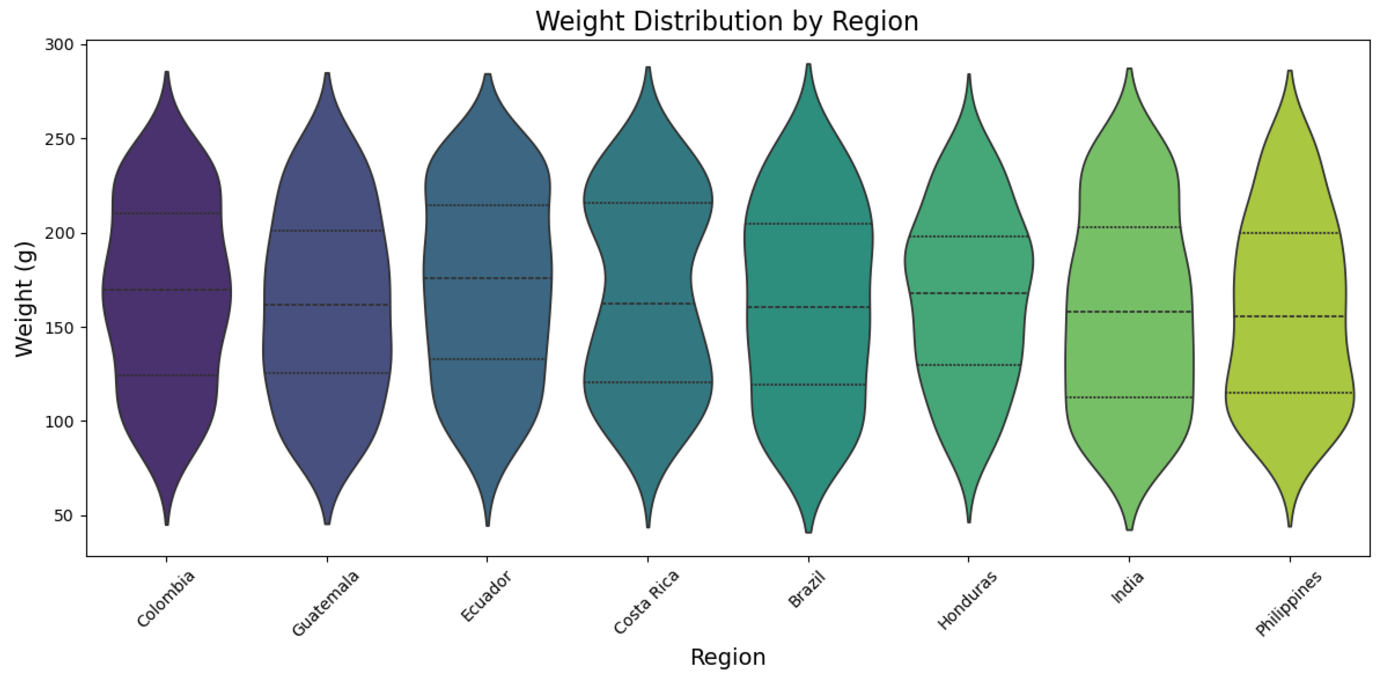 Weight Distribution by Region
Weight (g)
300
250
200
150
100
50
Colombia
Guatemala
Ecuador
Costa Rica
Brazil
Honduras
India
Philippines
Region